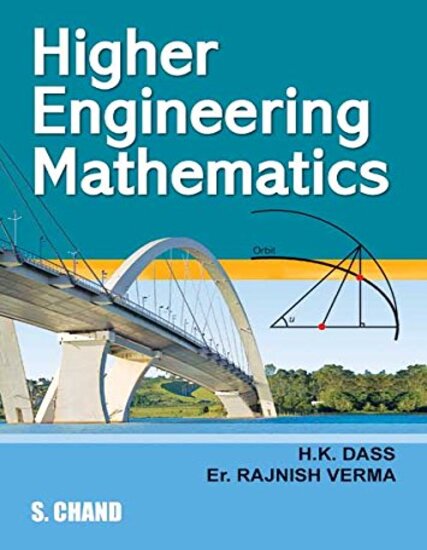 Higher
Engineering
Mathematics
Orbit
u
H.K. DASS
Er. RAJNISH VERMA
S. CHAND